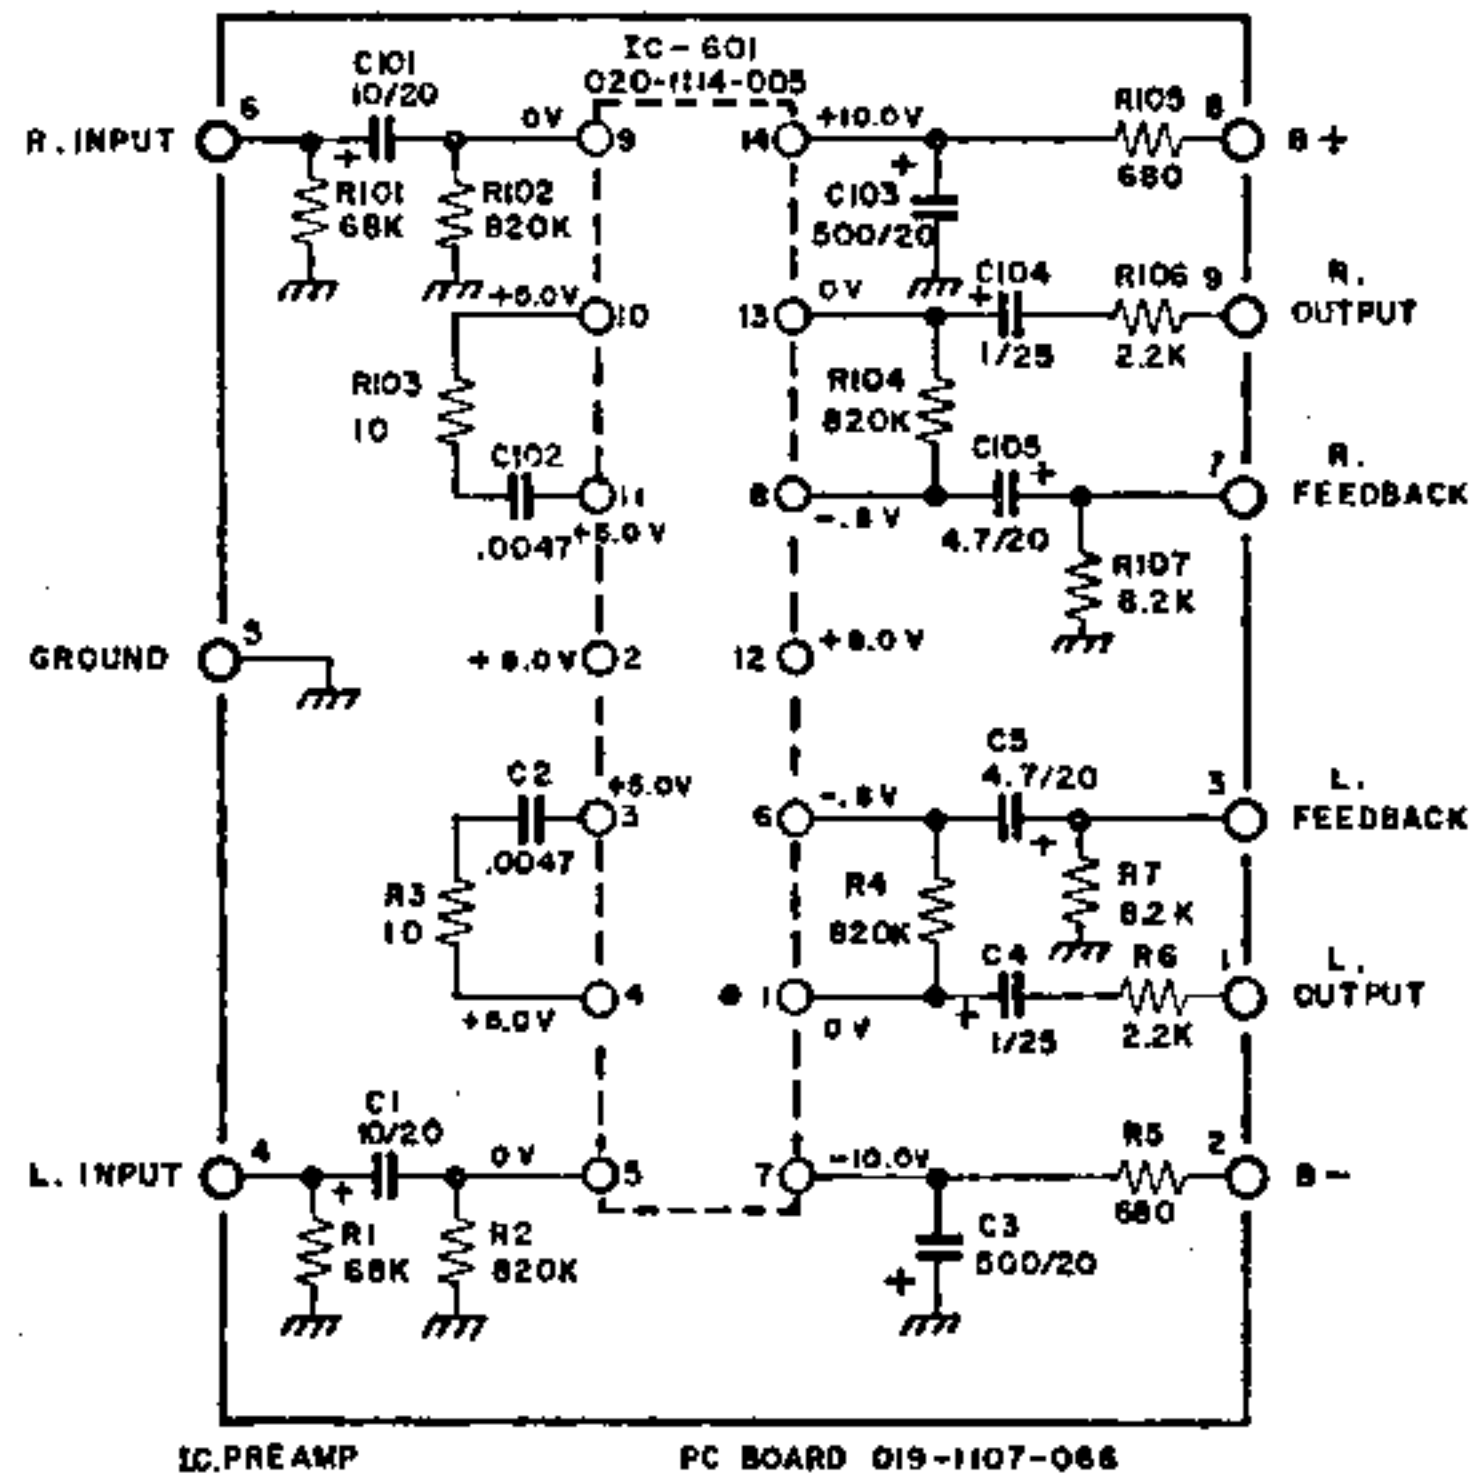 IC-601
020-1114-005
C101
10/20
6
R. INPUT
+
R101
68K
R102
820K
0V
9
14
+10.0V
+
C103
500/20
R105
680
8
B+
+5.0V
10
R103
10
C102
.0047
11
+5.0V
13
0V
+
C104
1/25
R106
2.2K
9
R.
OUTPUT
R104
820K
8
-.8V
C105
+
4.7/20
R107
8.2K
7
R.
FEEDBACK
GROUND
5
2
12
C2
.0047
+5.0V
3
R3
10
4
+5.0V
6
-.8V
C5
4.7/20
+
R7
8.2K
3
L.
FEEDBACK
R4
820K
1
0V
C4
+
1/25
R6
2.2K
1
L.
OUTPUT
L. INPUT
4
C1
10/20
+
R1
68K
R2
820K
0V
5
7
-10.0V
C3
500/20
+
R5
680
2
B-
IC.PREAMP
PC BOARD 019-1107-066